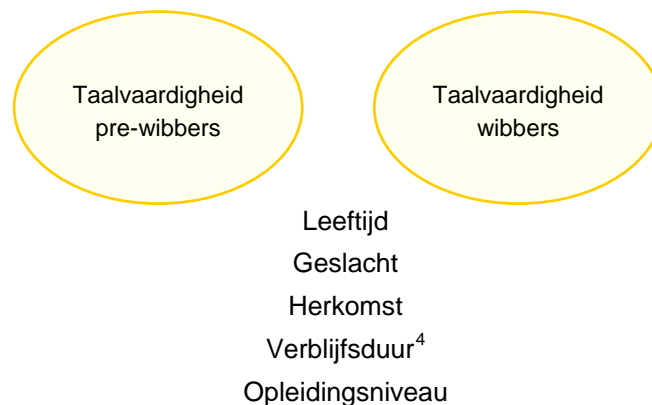 Taalvaardigheid
pre-wibbers
Taalvaardigheid
wibbers
Leeftijd
Geslacht
Herkomst
Verblijfsduur⁴
Opleidingsniveau